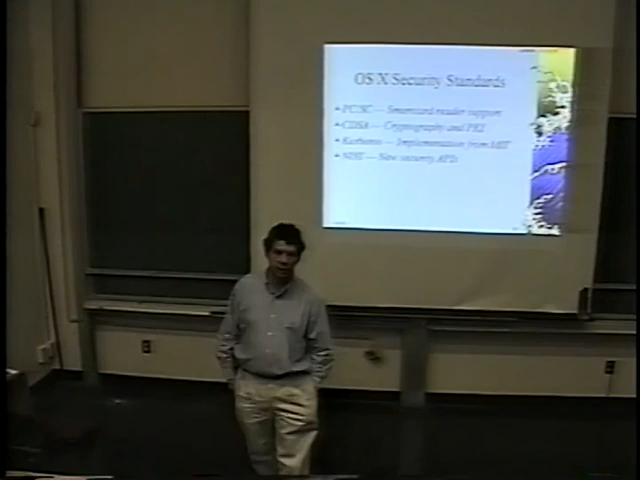 OS X Security Standards
PC/SC — Smartcard reader support
CDSA — Cryptography and PKI
Kerberos — Implementation from MIT
NIST — New security APIs